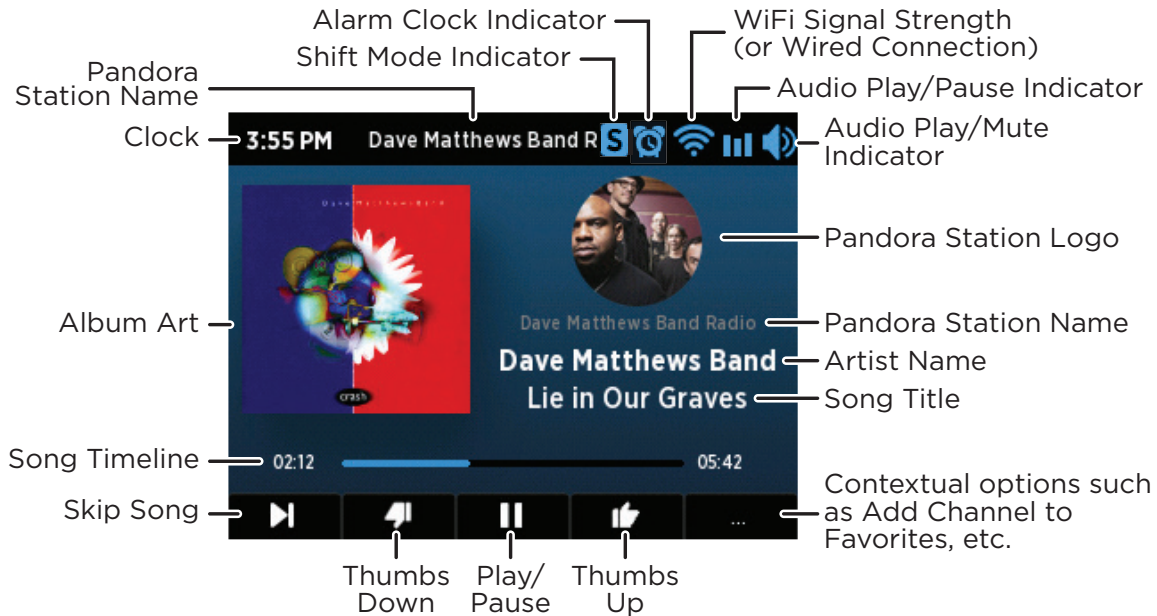 Alarm Clock Indicator
WiFi Signal Strength
(or Wired Connection)
Shift Mode Indicator
Pandora
Station Name
Audio Play/Pause Indicator
Clock
3:55 PM
Dave Matthews Band R
S
Audio Play/Mute
Indicator
Dave Matthews Band
Pandora Station Logo
Album Art
crash
Dave Matthews Band Radio
Pandora Station Name
Dave Matthews Band
Artist Name
Lie in Our Graves
Song Title
Song Timeline
02:12
05:42
Skip Song
...
Contextual options such
as Add Channel to
Favorites, etc.
Thumbs
Down
Play/
Pause
Thumbs
Up